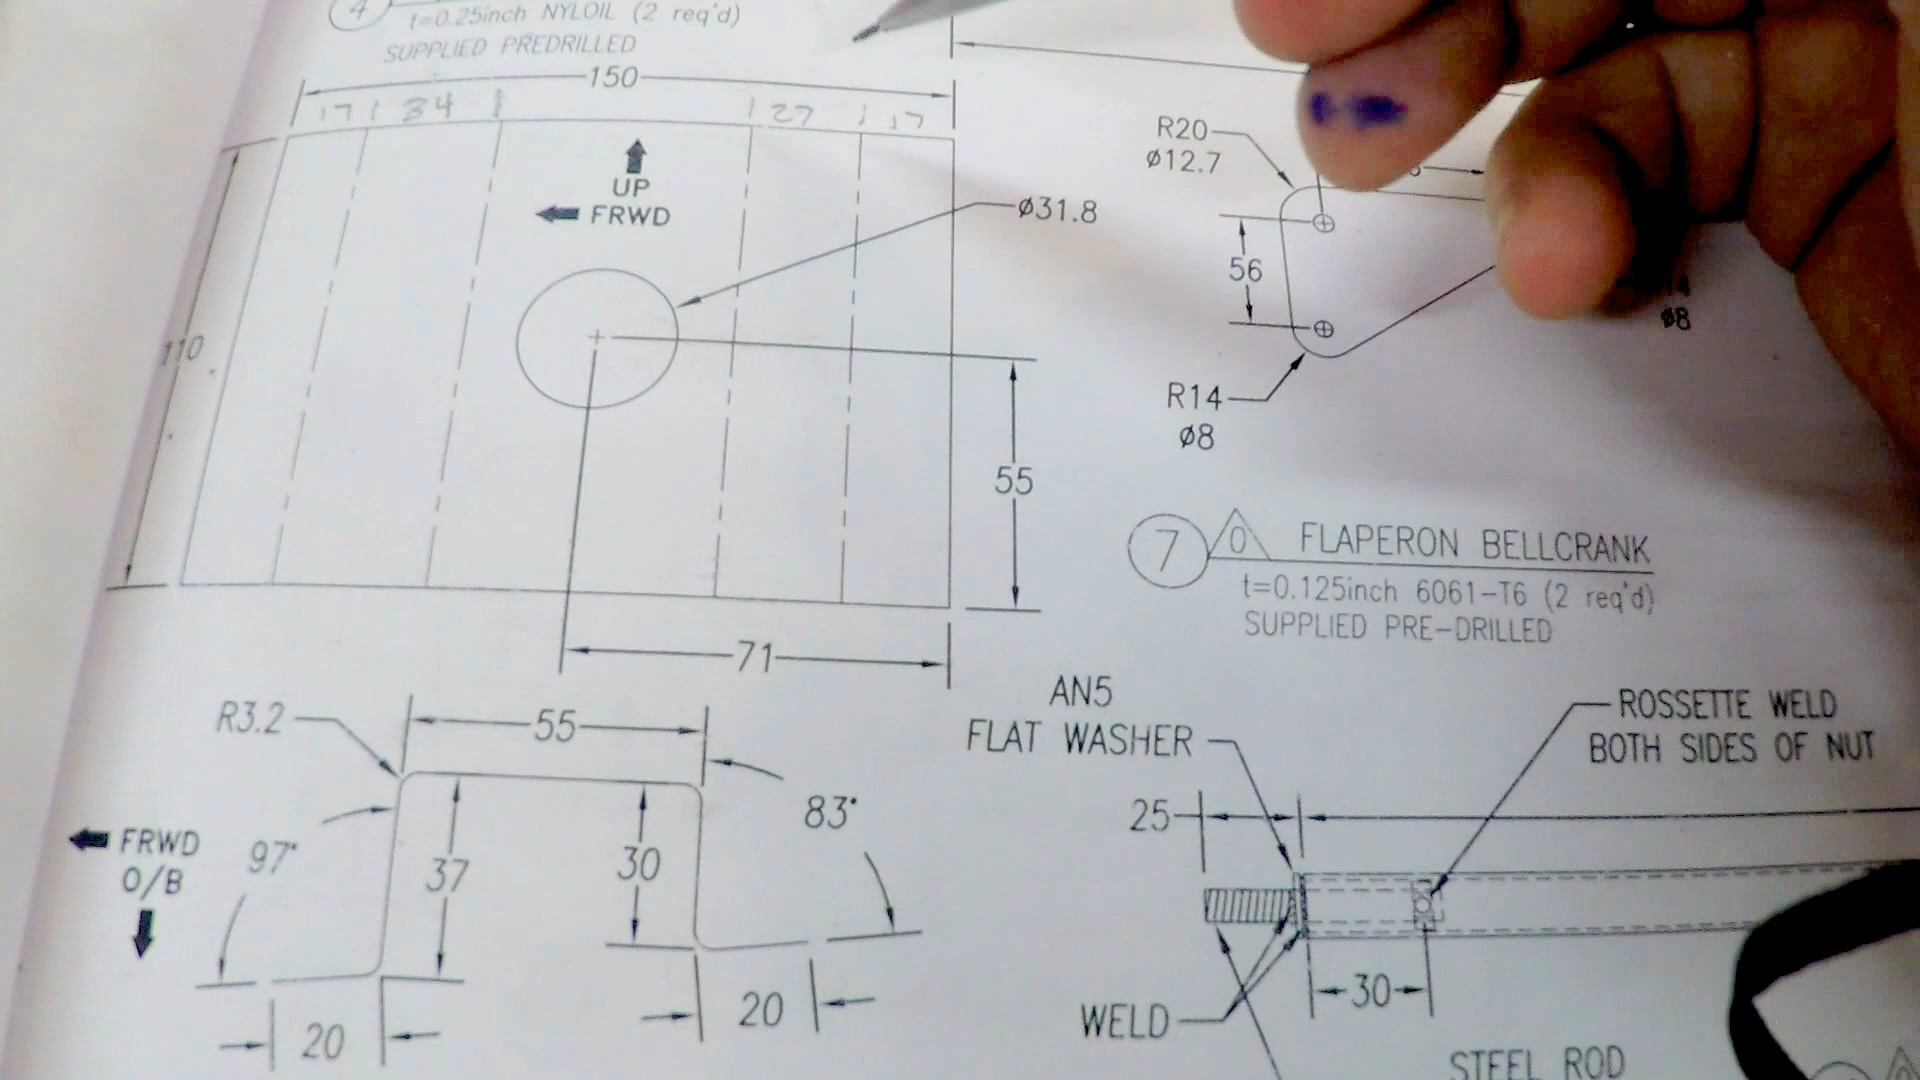 4
t=0.25inch NYLOIL (2 req'd)
SUPPLIED PREDRILLED
150
17 34 27 17
UP
FRWD
Ø31.8
110
55
71
R20
Ø12.7
56
R14
Ø8
Ø8
7 0 FLAPERON BELLCRANK
t=0.125inch 6061-T6 (2 req'd)
SUPPLIED PRE-DRILLED
R3.2
55
83°
97°
37
30
FRWD
O/B
20
20
AN5
FLAT WASHER
ROSSETTE WELD
BOTH SIDES OF NUT
25
30
WELD
STEEL ROD